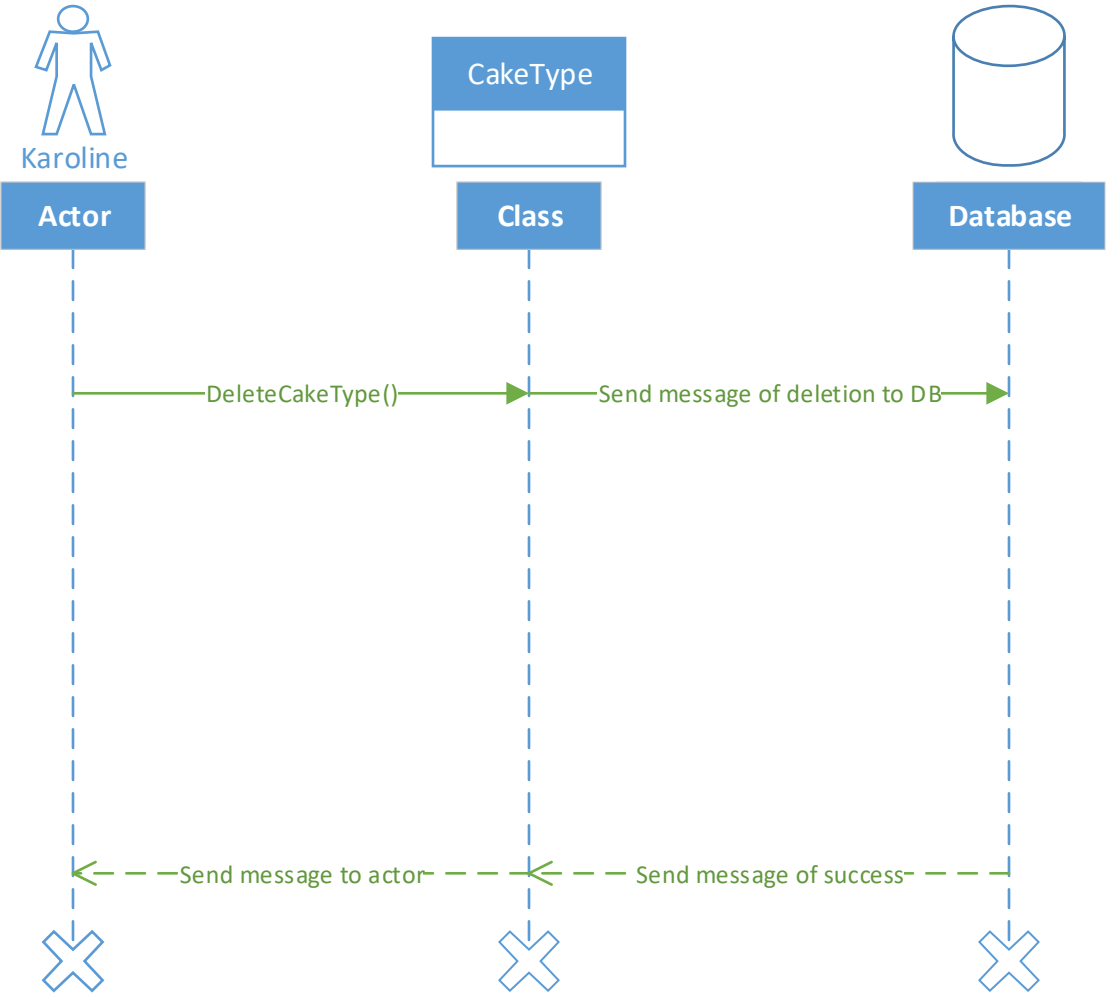 CakeType
Karoline
Actor
Class
Database
DeleteCakeType()
Send message of deletion to DB
Send message to actor
Send message of success